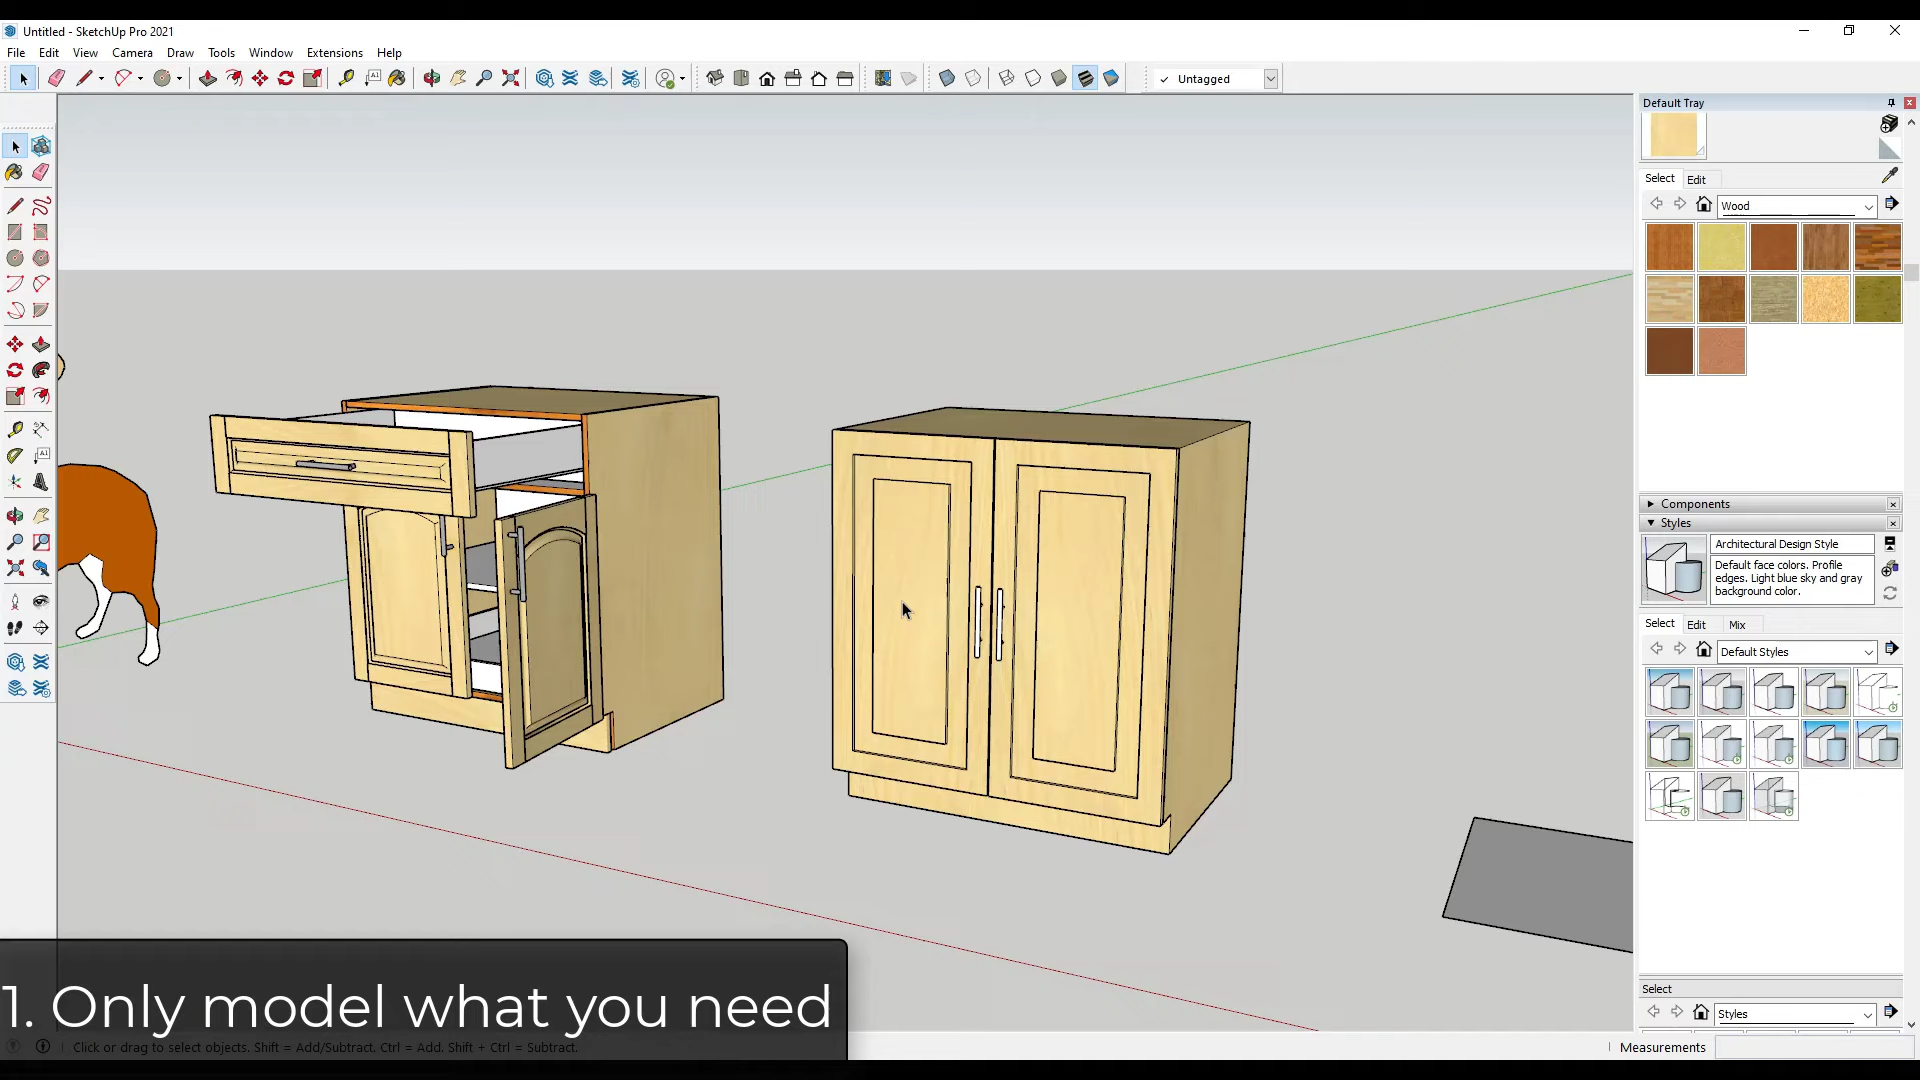 Untitled - SketchUp Pro 2021
File Edit View Camera Draw Tools Window Extensions Help
A1
✓ Untagged
Default Tray
Select Edit
Wood
A1
Components
Styles
Architectural Design Style
Default face colors. Profile
edges. Light blue sky and gray
background color.
Select Edit Mix
Default Styles
Select
Styles
1. Only model what you need
Click or drag to select objects. Shift = Add/Subtract. Ctrl = Add. Shift + Ctrl = Subtract.
Measurements